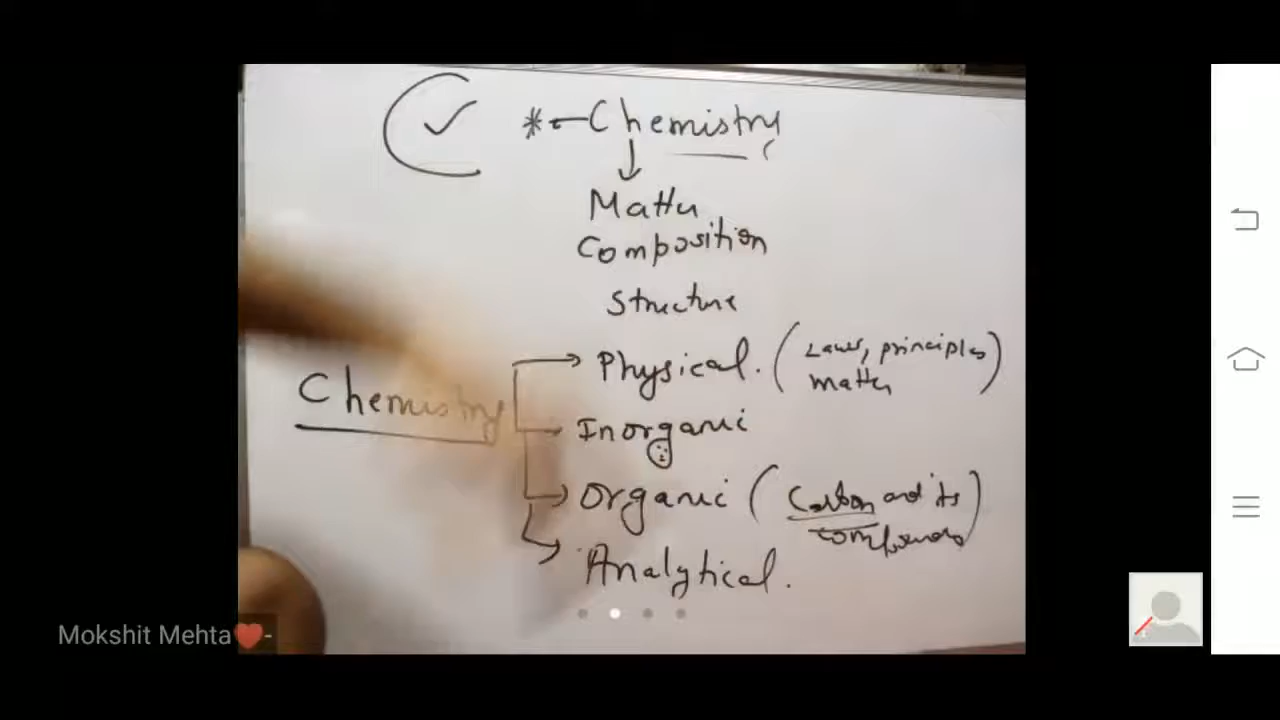 ✓ *←Chemistry
↓
Matter
Composition
Structure
Chemistry
→ Physical. (Laws, principles
matter)
Inorganic
→ Organic (Carbon and its
compounds)
→ Analytical.
Mokshit Mehta❤️-